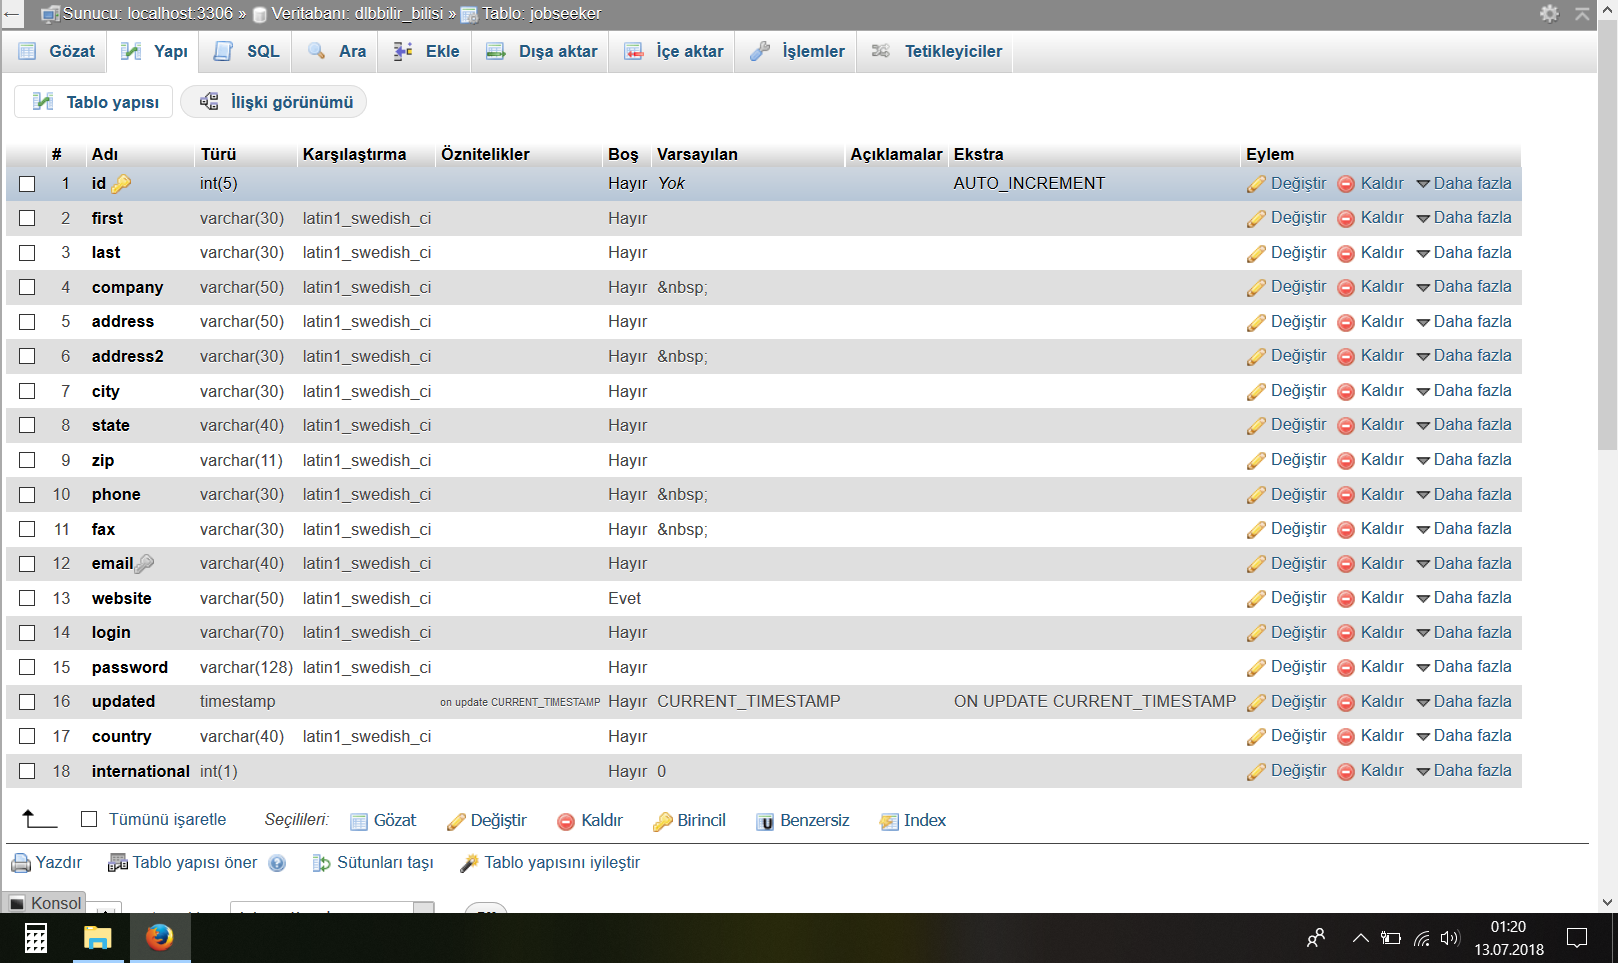 Sunucu: localhost:3306 » Veritabanı: dlbbilir_bilisi » Tablo: jobseeker
Gözat Yapı SQL Ara Ekle Dışa aktar İçe aktar İşlemler Tetikleyiciler
Tablo yapısı İlişki görünümü
# Adı Türü Karşılaştırma Öznitelikler Boş Varsayılan Açıklamalar Ekstra Eylem
1 id int(5) Hayır Yok AUTO_INCREMENT Değiştir Kaldır Daha fazla
2 first varchar(30) latin1_swedish_ci Hayır Değiştir Kaldır Daha fazla
3 last varchar(30) latin1_swedish_ci Hayır Değiştir Kaldır Daha fazla
4 company varchar(50) latin1_swedish_ci Hayır &nbsp; Değiştir Kaldır Daha fazla
5 address varchar(50) latin1_swedish_ci Hayır Değiştir Kaldır Daha fazla
6 address2 varchar(30) latin1_swedish_ci Hayır &nbsp; Değiştir Kaldır Daha fazla
7 city varchar(30) latin1_swedish_ci Hayır Değiştir Kaldır Daha fazla
8 state varchar(40) latin1_swedish_ci Hayır Değiştir Kaldır Daha fazla
9 zip varchar(11) latin1_swedish_ci Hayır Değiştir Kaldır Daha fazla
10 phone varchar(30) latin1_swedish_ci Hayır &nbsp; Değiştir Kaldır Daha fazla
11 fax varchar(30) latin1_swedish_ci Hayır &nbsp; Değiştir Kaldır Daha fazla
12 email varchar(40) latin1_swedish_ci Hayır Değiştir Kaldır Daha fazla
13 website varchar(50) latin1_swedish_ci Evet Değiştir Kaldır Daha fazla
14 login varchar(70) latin1_swedish_ci Hayır Değiştir Kaldır Daha fazla
15 password varchar(128) latin1_swedish_ci Hayır Değiştir Kaldır Daha fazla
16 updated timestamp on update CURRENT_TIMESTAMP Hayır CURRENT_TIMESTAMP ON UPDATE CURRENT_TIMESTAMP Değiştir Kaldır Daha fazla
17 country varchar(40) latin1_swedish_ci Hayır Değiştir Kaldır Daha fazla
18 international int(1) Hayır 0 Değiştir Kaldır Daha fazla
Tümünü işaretle Seçilileri: Gözat Değiştir Kaldır Birincil Benzersiz Index
Yazdır Tablo yapısı öner Sütunları taşı Tablo yapısını iyileştir
Konsol
01:20
13.07.2018